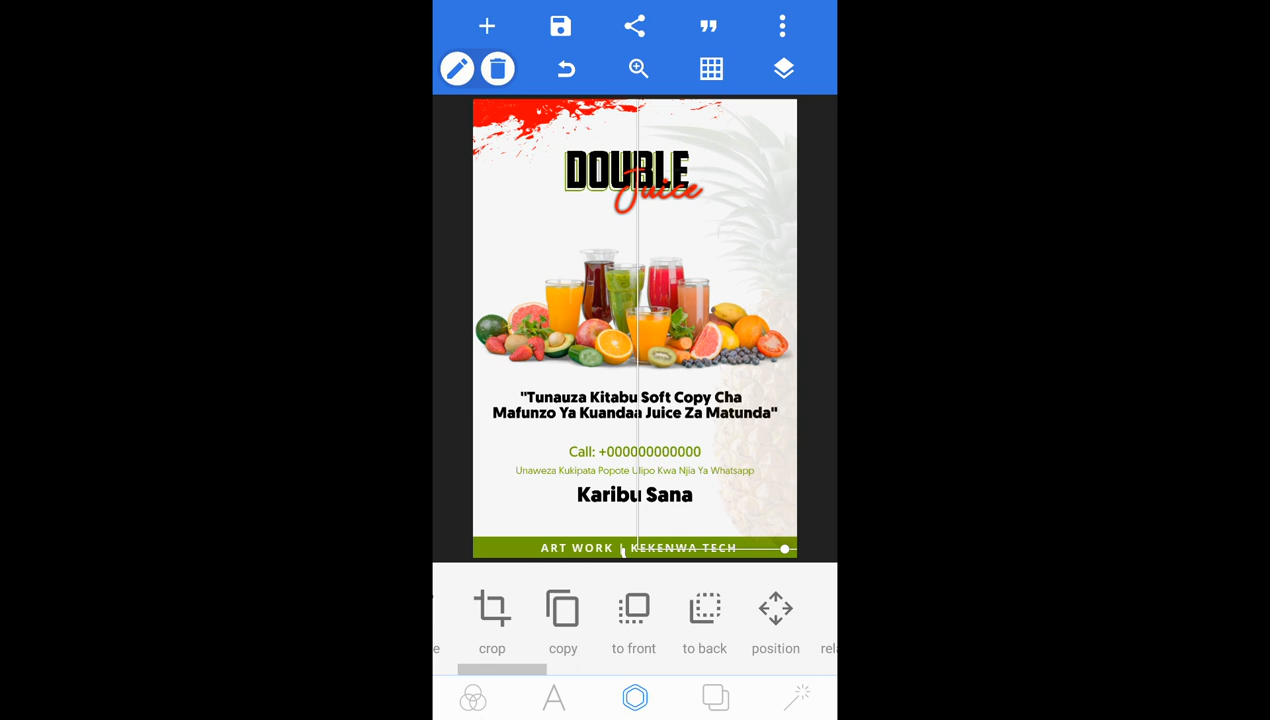 DOUBLE
Juice
"Tunauza Kitabu Soft Copy Cha
Mafunzo Ya Kuandaa Juice Za Matunda"
Call: +000000000000
Unaweza Kukipata Popote Ulipo Kwa Njia Ya Whatsapp
Karibu Sana
ART WORK | KEKENWA TECH
e crop copy to front to back position rela